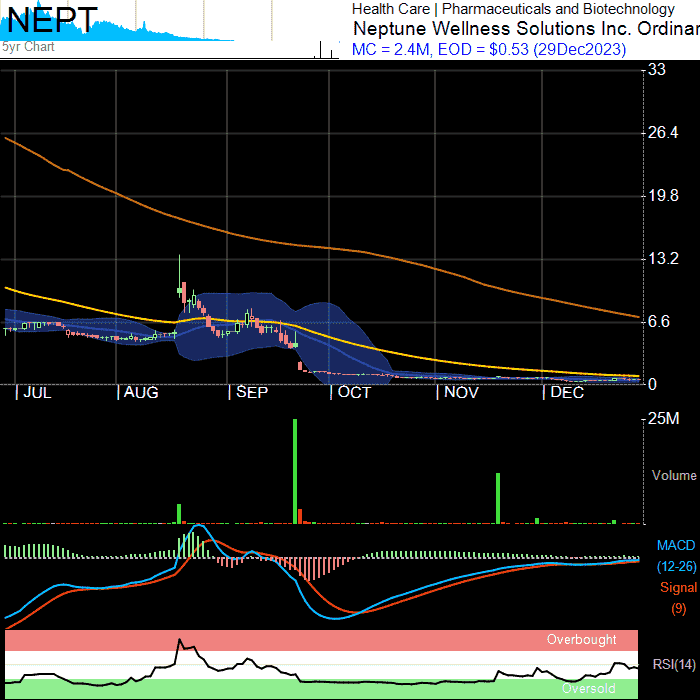 NEPT
5yr Chart
Health Care | Pharmaceuticals and Biotechnology
Neptune Wellness Solutions Inc. Ordinar
MC = 2.4M, EOD = $0.53 (29Dec2023)
33
26.4
19.8
13.2
6.6
0
JUL AUG SEP OCT NOV DEC
25M
Volume
MACD
(12-26)
Signal
(9)
Overbought
RSI(14)
Oversold